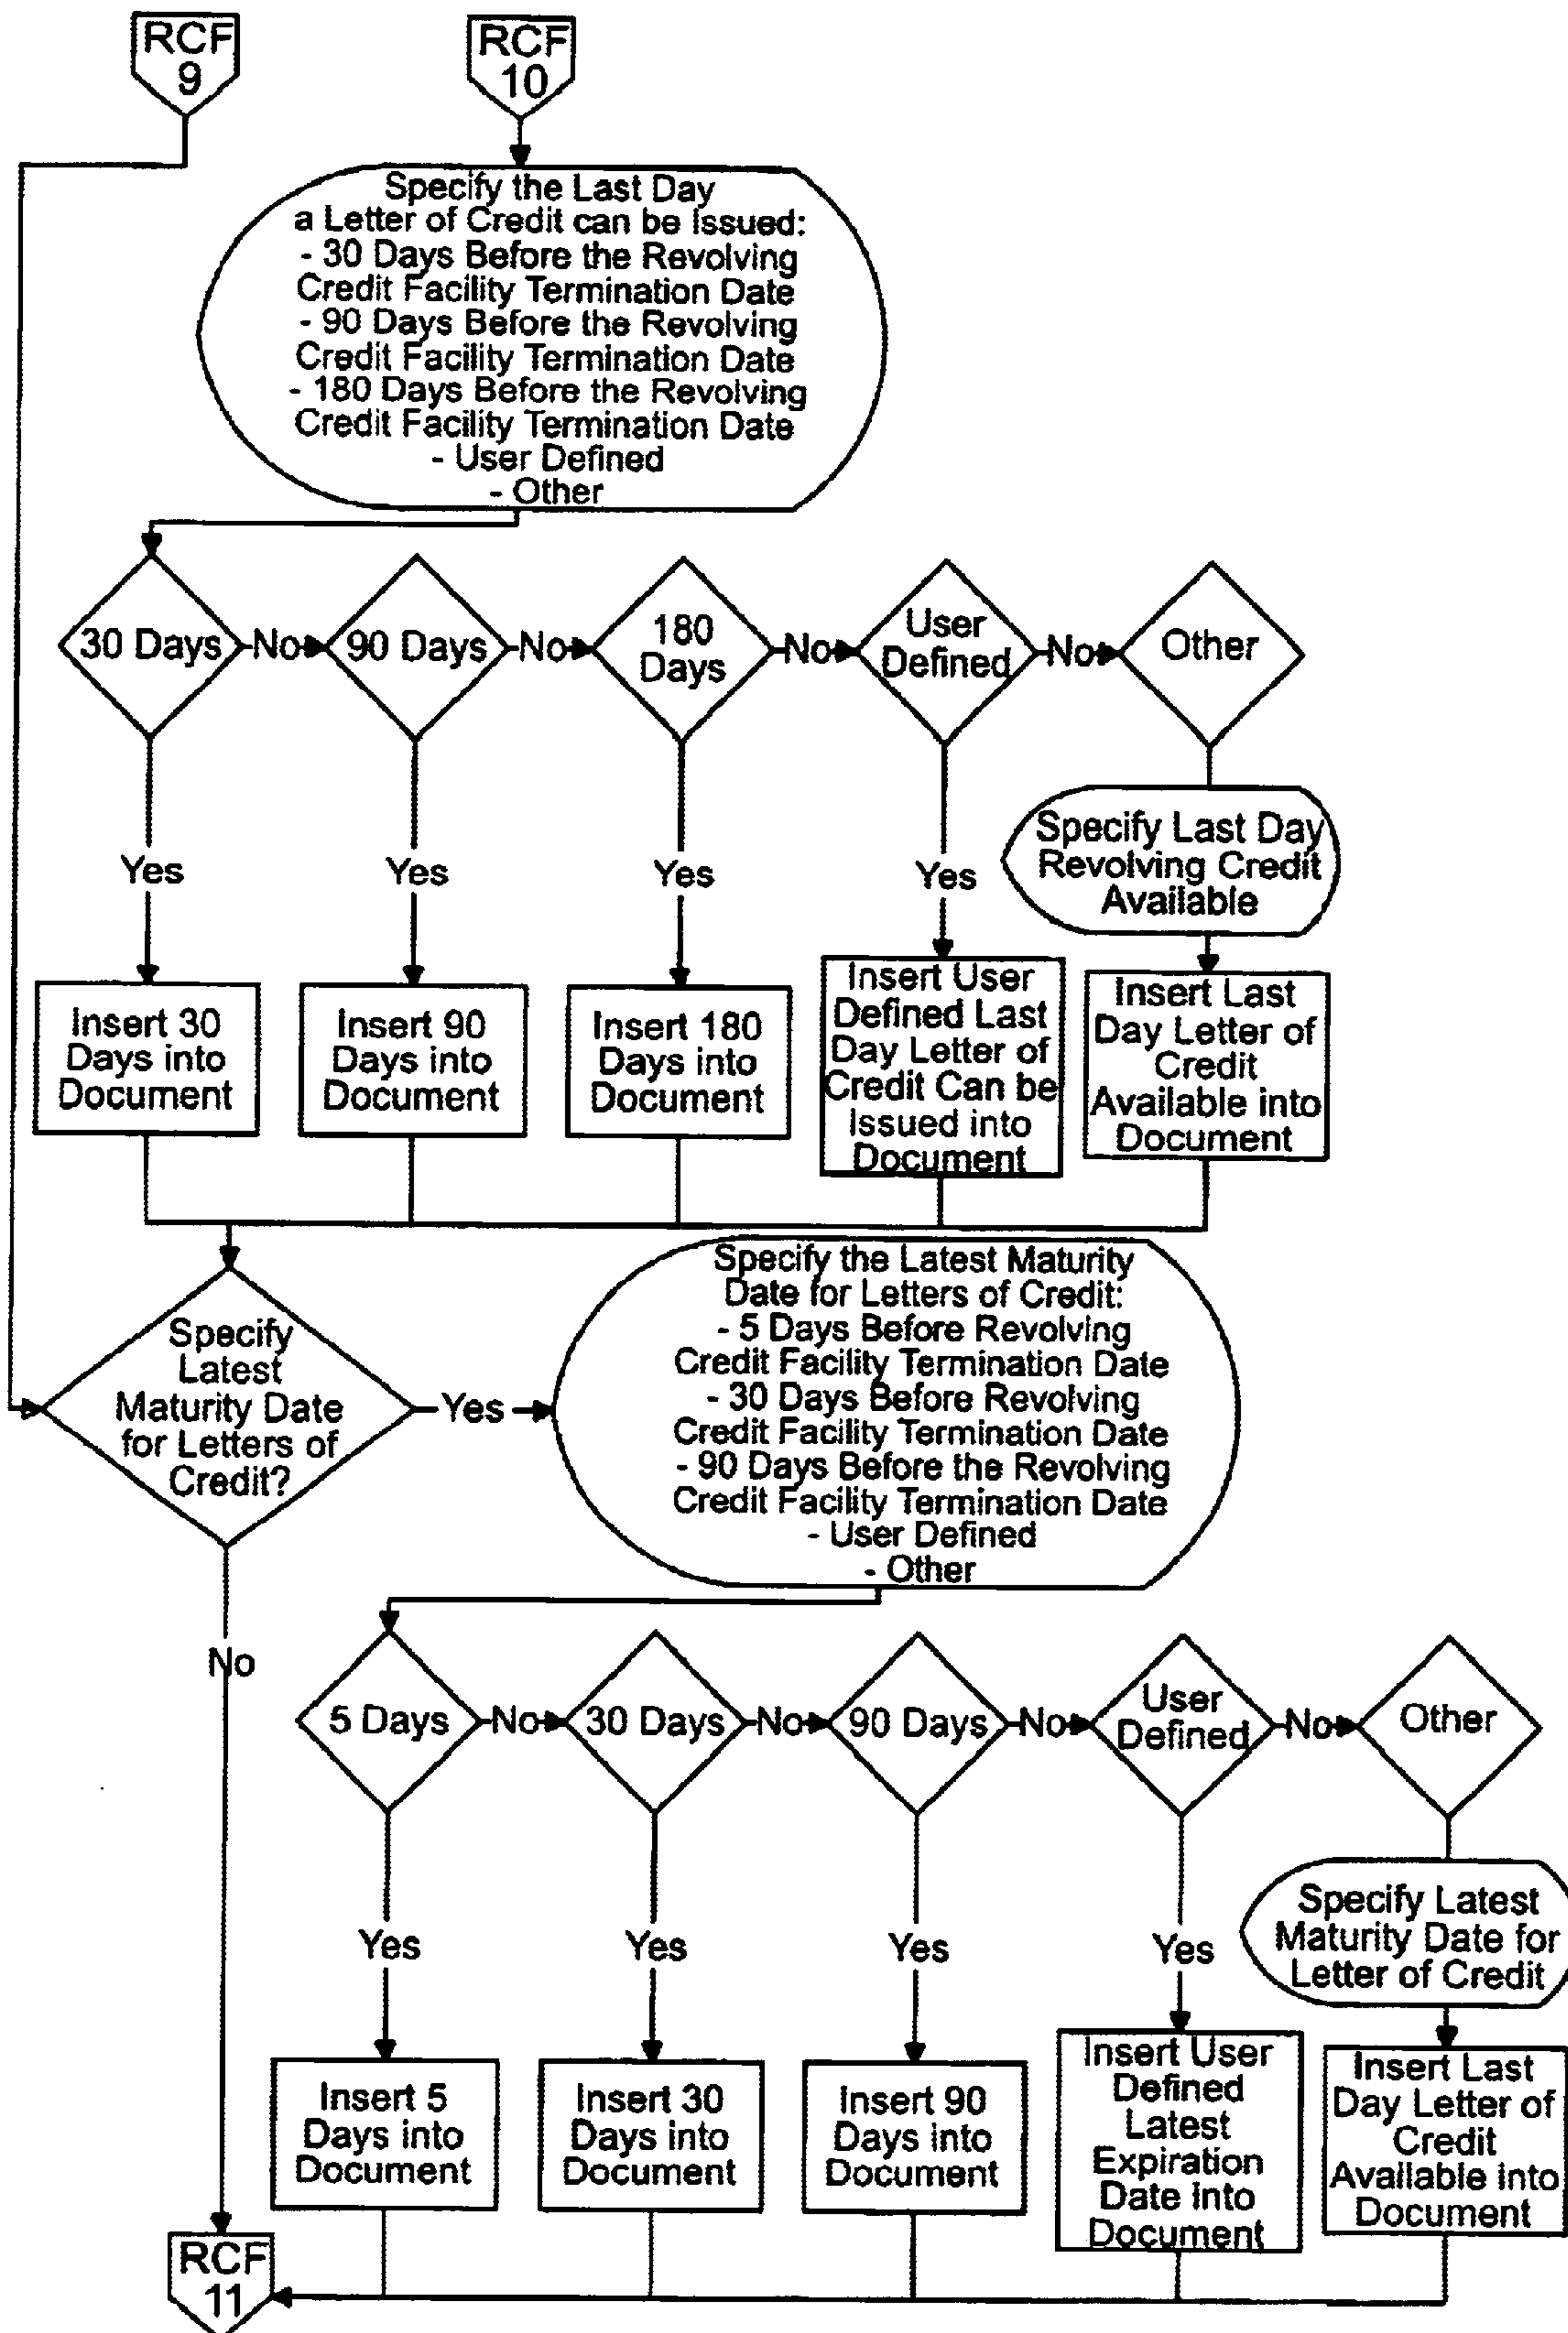 RCF
9
RCF
10
Specify the Last Day
a Letter of Credit can be Issued:
- 30 Days Before the Revolving
Credit Facility Termination Date
- 90 Days Before the Revolving
Credit Facility Termination Date
- 180 Days Before the Revolving
Credit Facility Termination Date
- User Defined
- Other
30 Days
No
90 Days
No
180
Days
No
User
Defined
No
Other
Yes
Yes
Yes
Yes
Specify Last Day
Revolving Credit
Available
Insert 30
Days into
Document
Insert 90
Days into
Document
Insert 180
Days into
Document
Insert User
Defined Last
Day Letter of
Credit Can be
Issued into
Document
Insert Last
Day Letter of
Credit
Available into
Document
Specify
Latest
Maturity Date
for Letters of
Credit?
Yes
Specify the Latest Maturity
Date for Letters of Credit:
- 5 Days Before Revolving
Credit Facility Termination Date
- 30 Days Before Revolving
Credit Facility Termination Date
- 90 Days Before the Revolving
Credit Facility Termination Date
- User Defined
- Other
No
5 Days
No
30 Days
No
90 Days
No
User
Defined
No
Other
Yes
Yes
Yes
Yes
Specify Latest
Maturity Date for
Letter of Credit
Insert 5
Days into
Document
Insert 30
Days into
Document
Insert 90
Days into
Document
Insert User
Defined
Latest
Expiration
Date into
Document
Insert Last
Day Letter of
Credit
Available into
Document
RCF
11